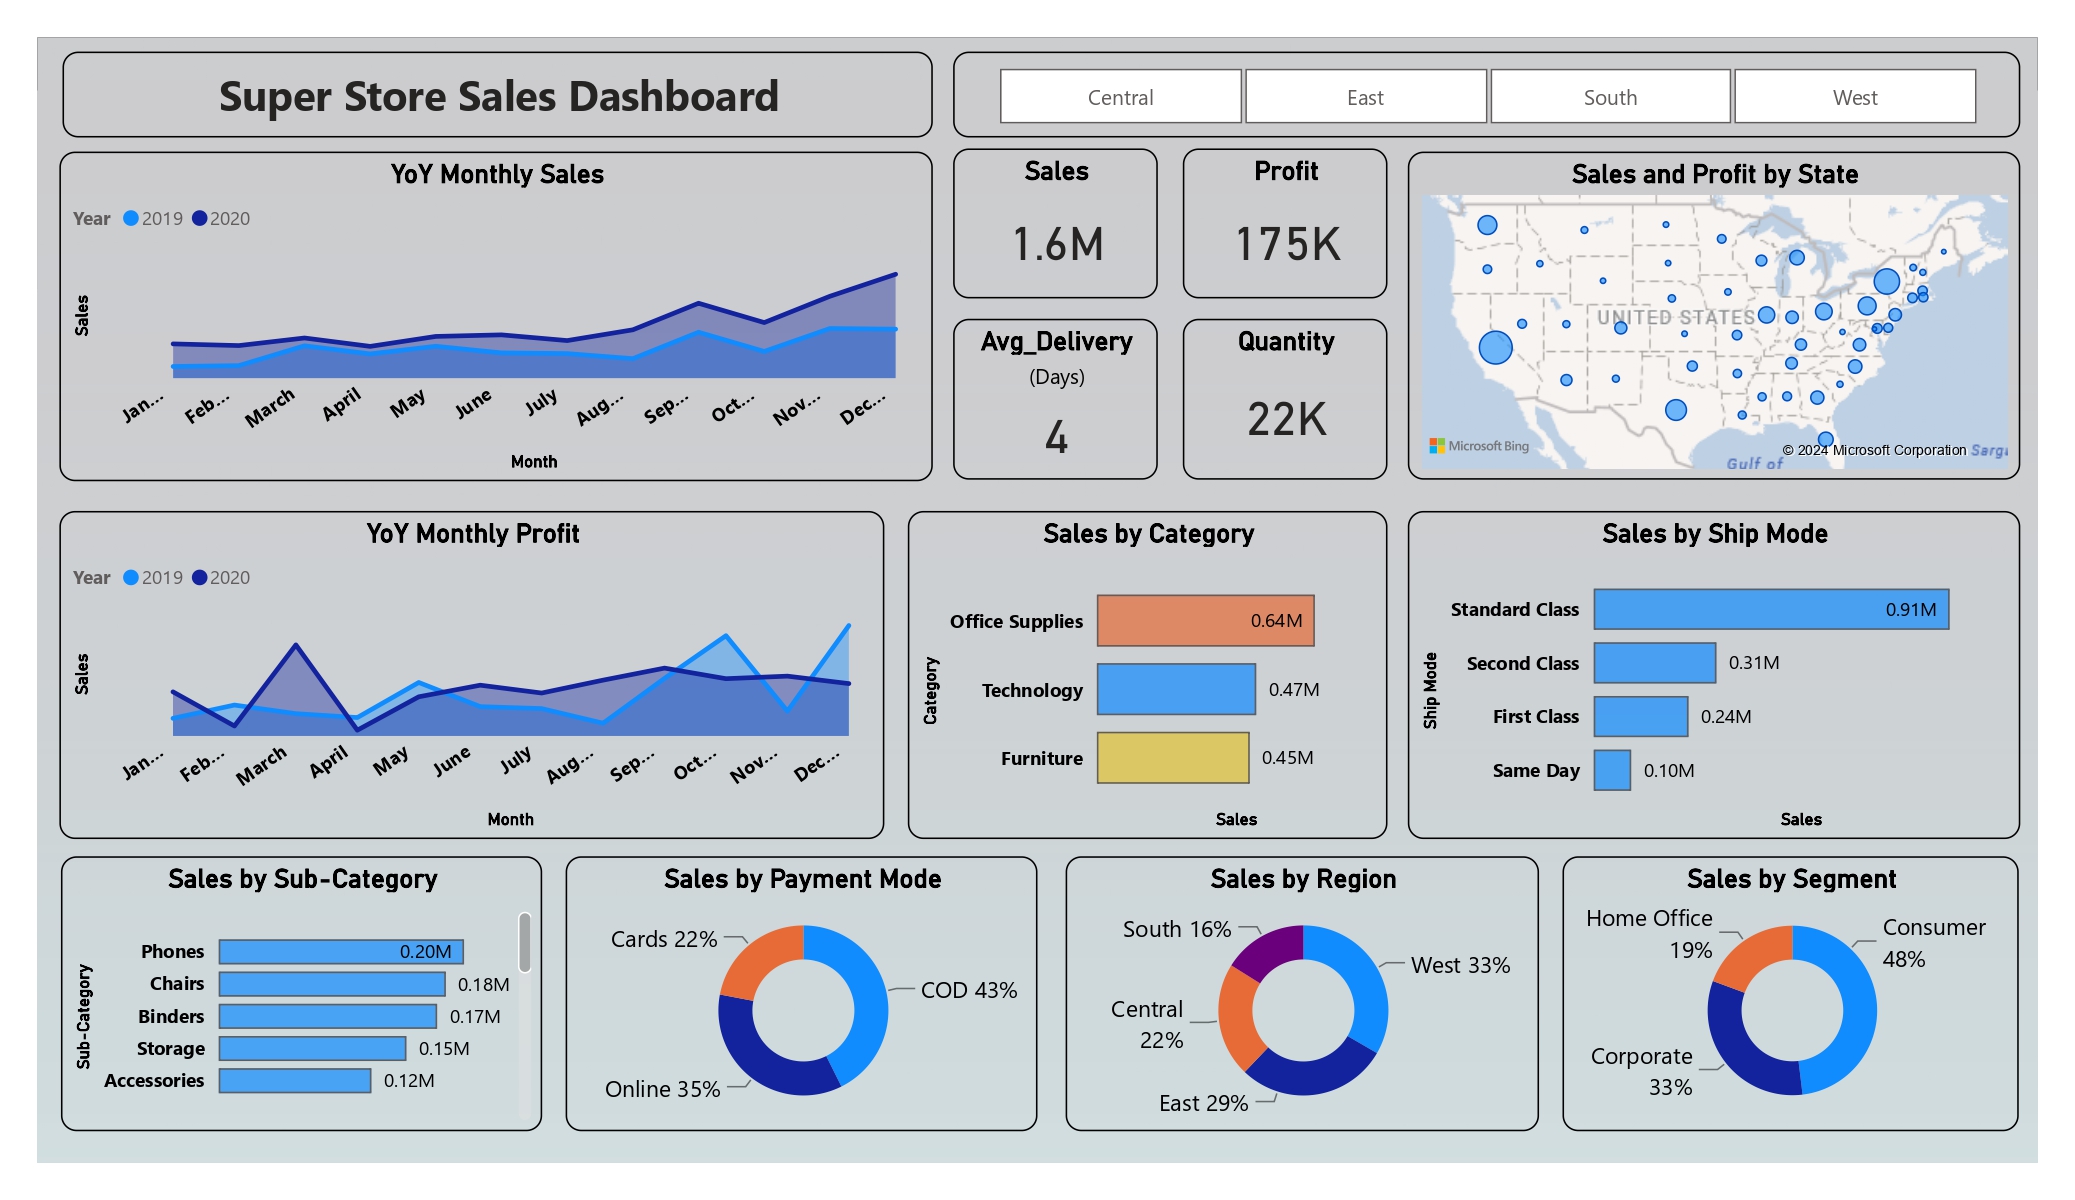 Super Store Sales Dashboard
Central
East
South
West
YoY Monthly Sales
Year
2019
2020
Sales
Jan...
Feb...
March
April
May
June
July
Aug...
Sep...
Oct...
Nov...
Dec...
Month
Sales
1.6M
Profit
175K
Avg_Delivery
(Days)
4
Quantity
22K
Sales and Profit by State
UNITED STATES
Microsoft Bing
© 2024 Microsoft Corporation
Gulf of
Sarga
YoY Monthly Profit
Year
2019
2020
Sales
Jan...
Feb...
March
April
May
June
July
Aug...
Sep...
Oct...
Nov...
Dec...
Month
Sales by Category
Category
Office Supplies
0.64M
Technology
0.47M
Furniture
0.45M
Sales
Sales by Ship Mode
Ship Mode
Standard Class
0.91M
Second Class
0.31M
First Class
0.24M
Same Day
0.10M
Sales
Sales by Sub-Category
Sub-Category
Phones
0.20M
Chairs
0.18M
Binders
0.17M
Storage
0.15M
Accessories
0.12M
Sales by Payment Mode
Cards 22%
COD 43%
Online 35%
Sales by Region
South 16%
West 33%
Central
22%
East 29%
Sales by Segment
Home Office
19%
Consumer
48%
Corporate
33%